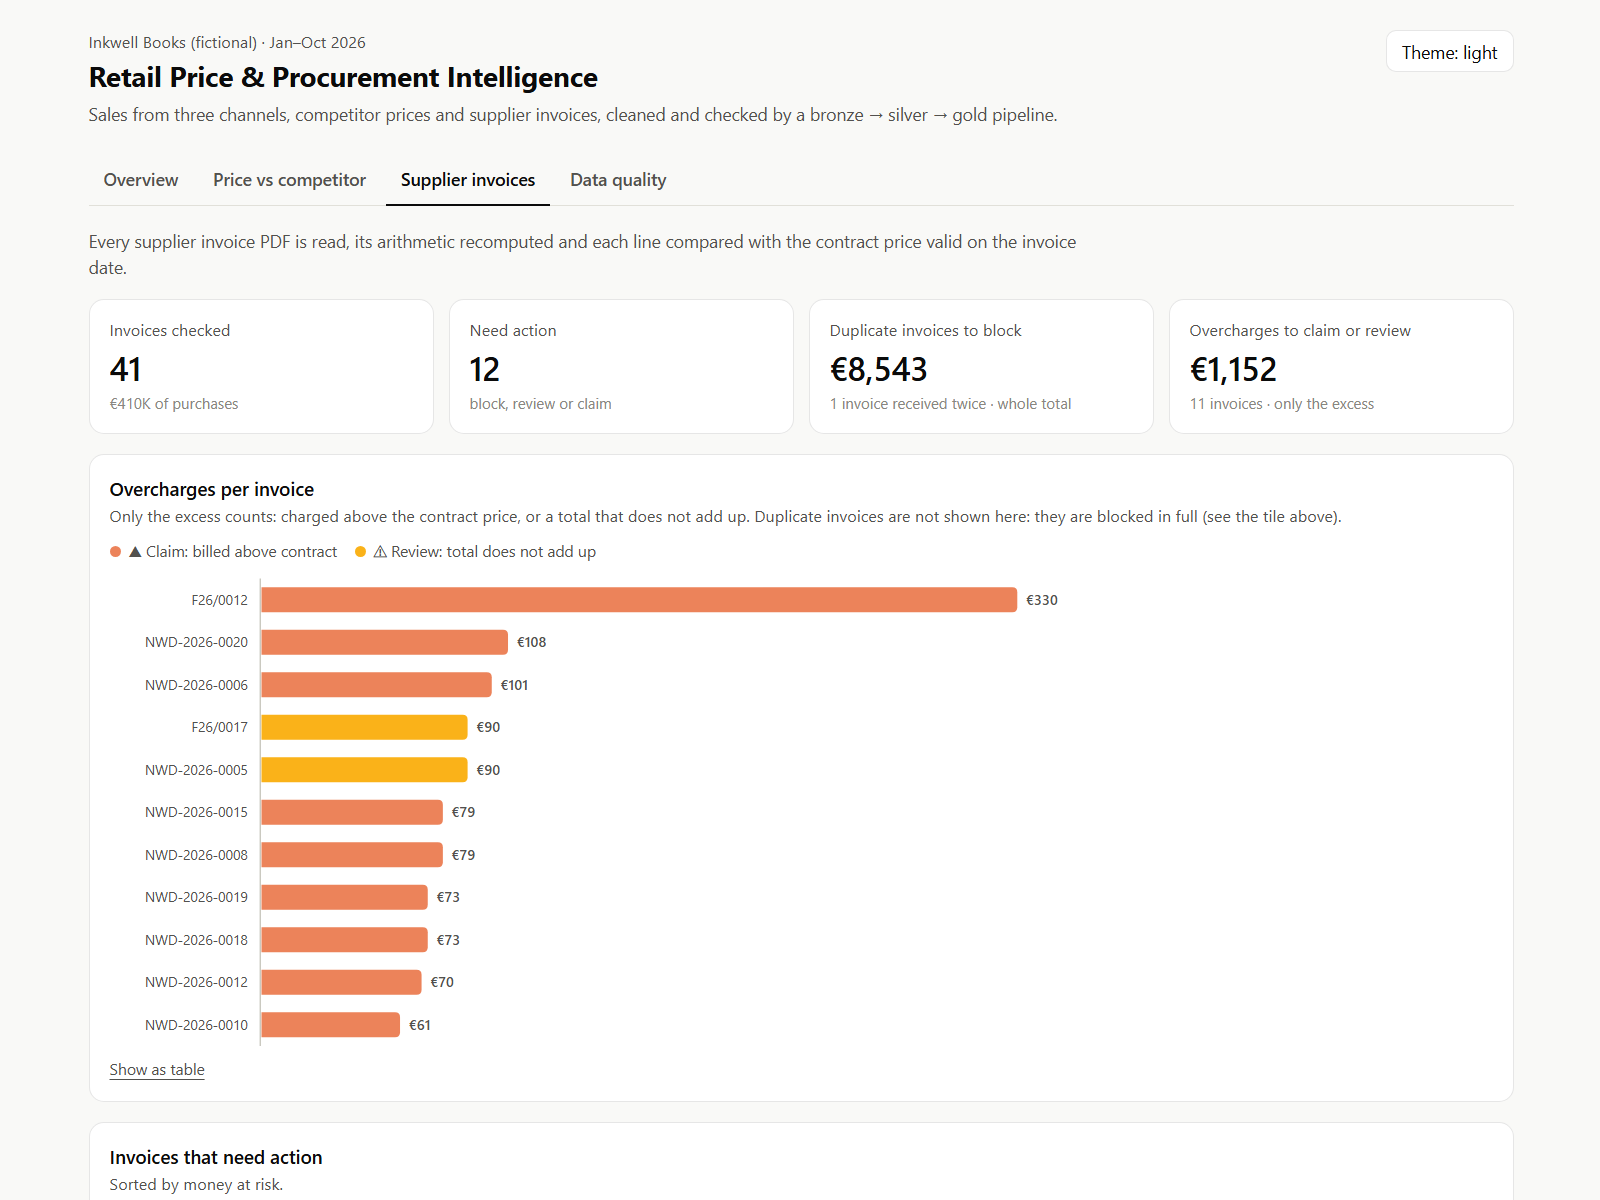 Inkwell Books (fictional) · Jan–Oct 2026
Theme: light
Retail Price & Procurement Intelligence
Sales from three channels, competitor prices and supplier invoices, cleaned and checked by a bronze → silver → gold pipeline.
Overview Price vs competitor Supplier invoices Data quality
Every supplier invoice PDF is read, its arithmetic recomputed and each line compared with the contract price valid on the invoice
date.
Invoices checked
41
€410K of purchases
Need action
12
block, review or claim
Duplicate invoices to block
€8,543
1 invoice received twice · whole total
Overcharges to claim or review
€1,152
11 invoices · only the excess
Overcharges per invoice
Only the excess counts: charged above the contract price, or a total that does not add up. Duplicate invoices are not shown here: they are blocked in full (see the tile above).
▲ Claim: billed above contract ⚠ Review: total does not add up
F26/0012 €330
NWD-2026-0020 €108
NWD-2026-0006 €101
F26/0017 €90
NWD-2026-0005 €90
NWD-2026-0015 €79
NWD-2026-0008 €79
NWD-2026-0019 €73
NWD-2026-0018 €73
NWD-2026-0012 €70
NWD-2026-0010 €61
Show as table
Invoices that need action
Sorted by money at risk.